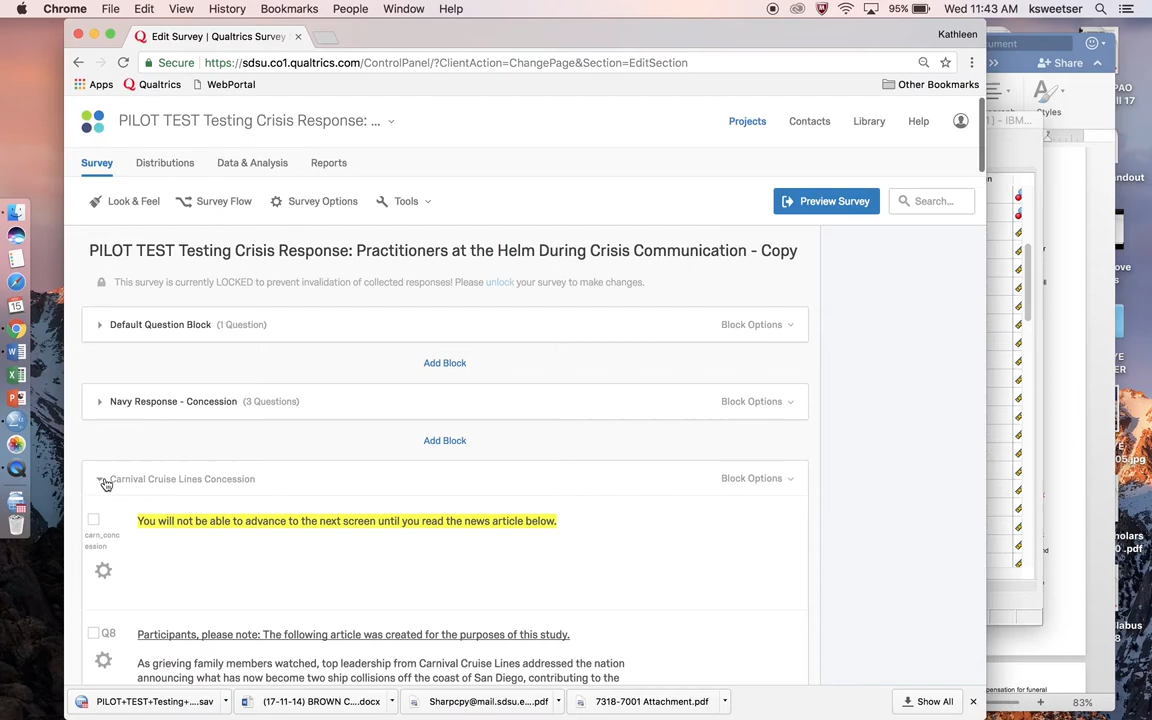 Chrome File Edit View History Bookmarks People Window Help 95% Wed 11:43 AM ksweetser
Edit Survey | Qualtrics Survey Kathleen
Secure https://sdsu.co1.qualtrics.com/ControlPanel/?ClientAction=ChangePage&Section=EditSection
Apps Qualtrics WebPortal Other Bookmarks
PILOT TEST Testing Crisis Response: ... Projects Contacts Library Help
Survey Distributions Data & Analysis Reports
Look & Feel Survey Flow Survey Options Tools Preview Survey Search...
PILOT TEST Testing Crisis Response: Practitioners at the Helm During Crisis Communication - Copy
This survey is currently LOCKED to prevent invalidation of collected responses! Please unlock your survey to make changes.
Default Question Block (1 Question) Block Options
Add Block
Navy Response - Concession (3 Questions) Block Options
Add Block
Carnival Cruise Lines Concession Block Options
You will not be able to advance to the next screen until you read the news article below.
carn_conc
ession
Q8 Participants, please note: The following article was created for the purposes of this study.
As grieving family members watched, top leadership from Carnival Cruise Lines addressed the nation
announcing what has now become two ship collisions off the coast of San Diego, contributing to the
PILOT+TEST+Testing+....sav (17-11-14) BROWN C....docx Sharpcpy@mail.sdsu.e....pdf 7318-7001 Attachment.pdf Show All
Share
Styles
83%